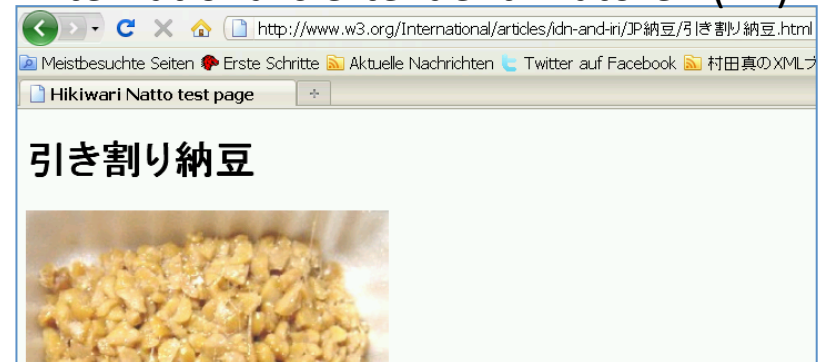 http://www.w3.org/International/articles/idn-and-iri/JP納豆/引き割り納豆.html
Meistbesuchte Seiten Erste Schritte Aktuelle Nachrichten Twitter auf Facebook 村田真のXMLブ
Hikiwari Natto test page
引き割り納豆